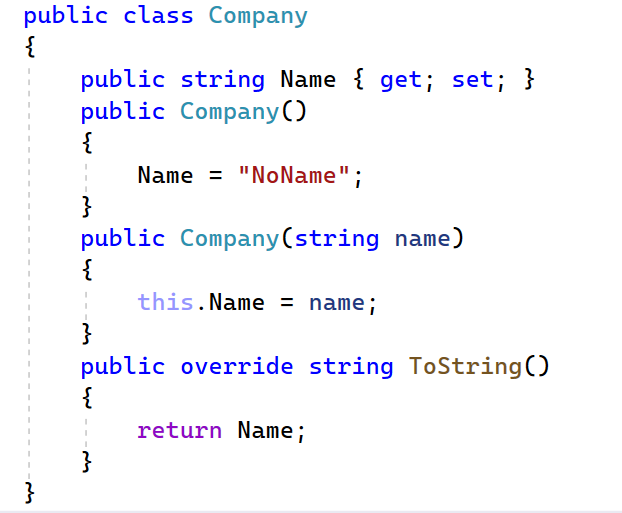 public class Company
{
    public string Name { get; set; }
    public Company()
    {
        Name = "NoName";
    }
    public Company(string name)
    {
        this.Name = name;
    }
    public override string ToString()
    {
        return Name;
    }
}